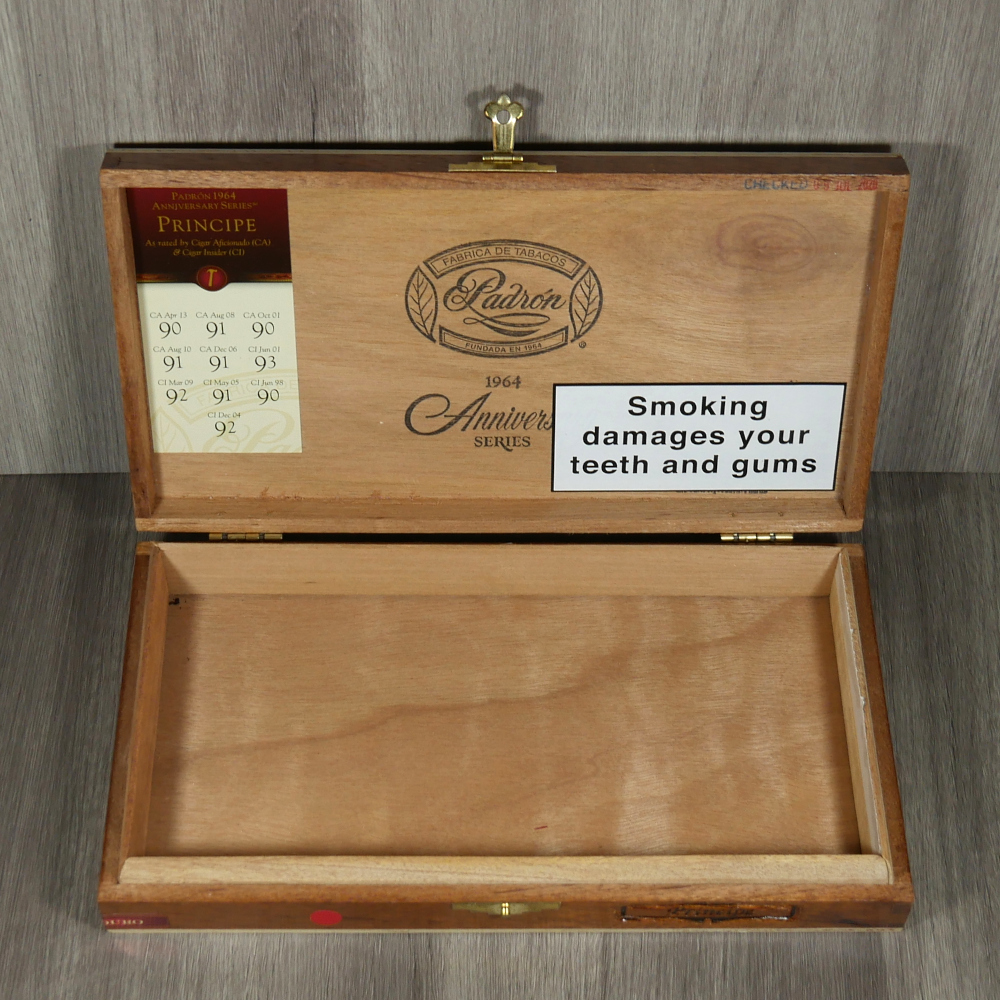 PADRÓN 1964
ANNIVERSARY SERIES™
PRINCIPE
As rated by Cigar Aficionado (CA)
& Cigar Insider (CI)
T
CA Apr 13 CA Aug 08 CA Oct 01
90 91 90
CA Aug 10 CA Dec 06 CI Jun 01
91 91 93
CI Mar 09 CI May 05 CI Jun 98
92 91 90
CI Dec 04
92
CHECKED
FABRICA DE TABACOS
Padrón
FUNDADA EN 1964
®
1964
Annivers
SERIES
Smoking
damages your
teeth and gums
DURO
Principe